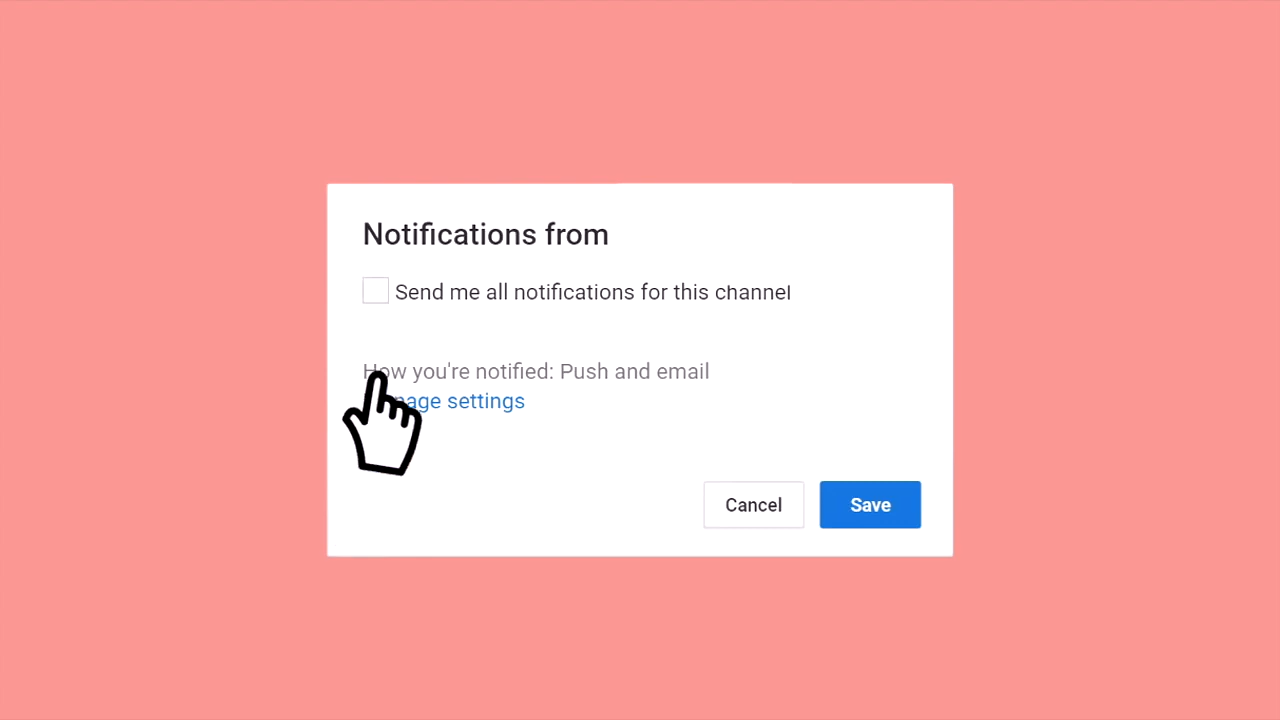 Notifications from
Send me all notifications for this channel
How you're notified: Push and email
nage settings
Cancel
Save